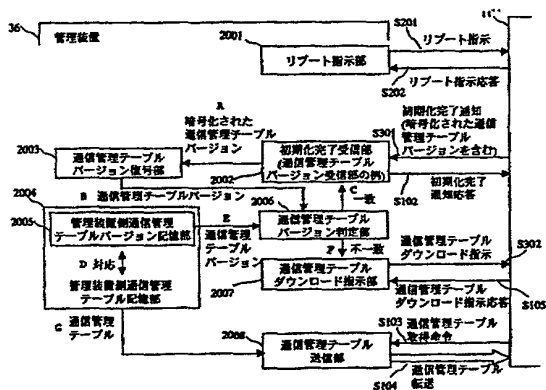 36
管理装置
2001
リブート指示部
S201
リブート指示
S202
リブート指示応答
A
暗号化された
通信管理テーブル
バージョン
2003
通信管理テーブル
バージョン復号部
初期化完了受信部
(通信管理テーブル
バージョン受信部の例)
2002
S301
初期化完了通知
(暗号化された通信
管理テーブル
バージョンを含む)
S102
初期化完了
通知応答
B 通信管理テーブルバージョン
2006
C
一致
2004
2005
管理装置側通信管理
テーブルバージョン記憶部
E
通信管理
テーブル
バージョン
通信管理テーブル
バージョン判定部
F 不一致
D 対応
管理装置側通信管理
テーブル記憶部
通信管理テーブル
ダウンロード指示
S302
通信管理テーブル
ダウンロード指示部
2007
通信管理テーブル
ダウンロード指示応答
S105
G 通信管理
テーブル
2008
通信管理テーブル
送信部
S103
通信管理テーブル
取得命令
S104
通信管理テーブル
転送